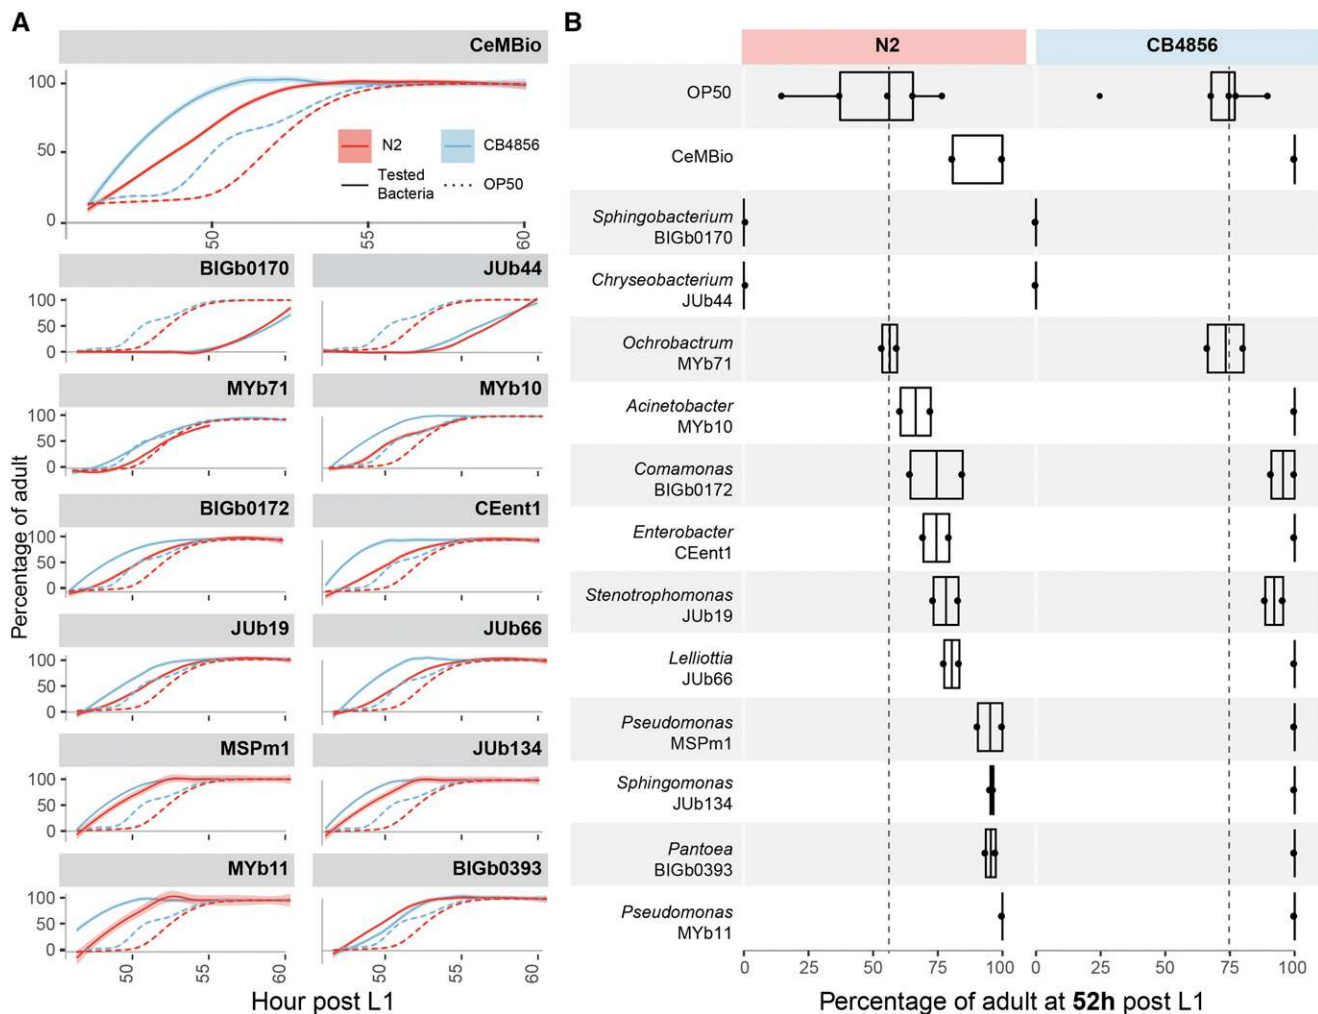 A
CeMBio
100
50
0
N2
CB4856
Tested
Bacteria
OP50
50
55
60
BIGb0170
JUb44
100
50
0
MYb71
MYb10
100
50
0
BIGb0172
CEent1
100
50
0
JUb19
JUb66
100
50
0
MSPm1
JUb134
100
50
0
MYb11
BIGb0393
100
50
0
50
55
60
50
55
60
Percentage of adult
Hour post L1
B
N2
CB4856
OP50
CeMBio
Sphingobacterium
BIGb0170
Chryseobacterium
JUb44
Ochrobactrum
MYb71
Acinetobacter
MYb10
Comamonas
BIGb0172
Enterobacter
CEent1
Stenotrophomonas
JUb19
Lelliottia
JUb66
Pseudomonas
MSPm1
Sphingomonas
JUb134
Pantoea
BIGb0393
Pseudomonas
MYb11
0 50 75 100 0 50 75 100
Percentage of adult at 52h post L1